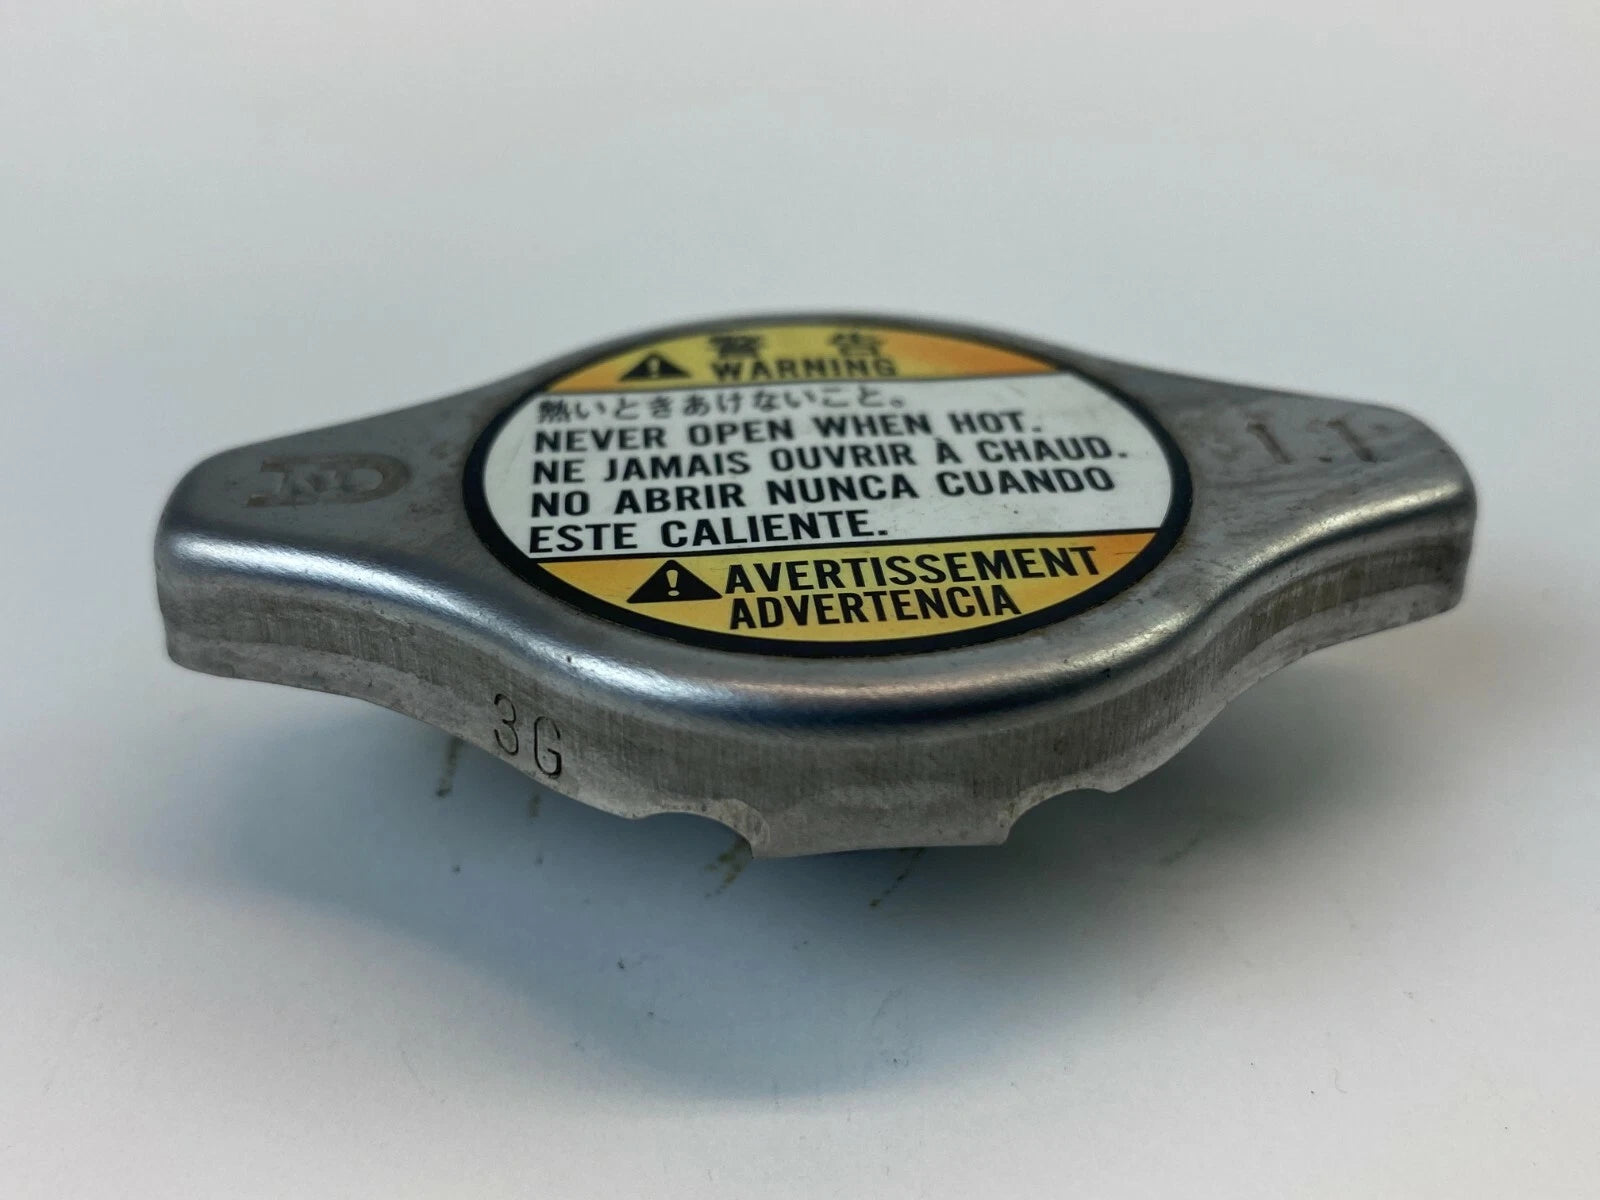 警 告
WARNING
熱いときあけないこと。
NEVER OPEN WHEN HOT.
NE JAMAIS OUVRIR À CHAUD.
NO ABRIR NUNCA CUANDO
ESTE CALIENTE.
AVERTISSEMENT
ADVERTENCIA
1.1
3G